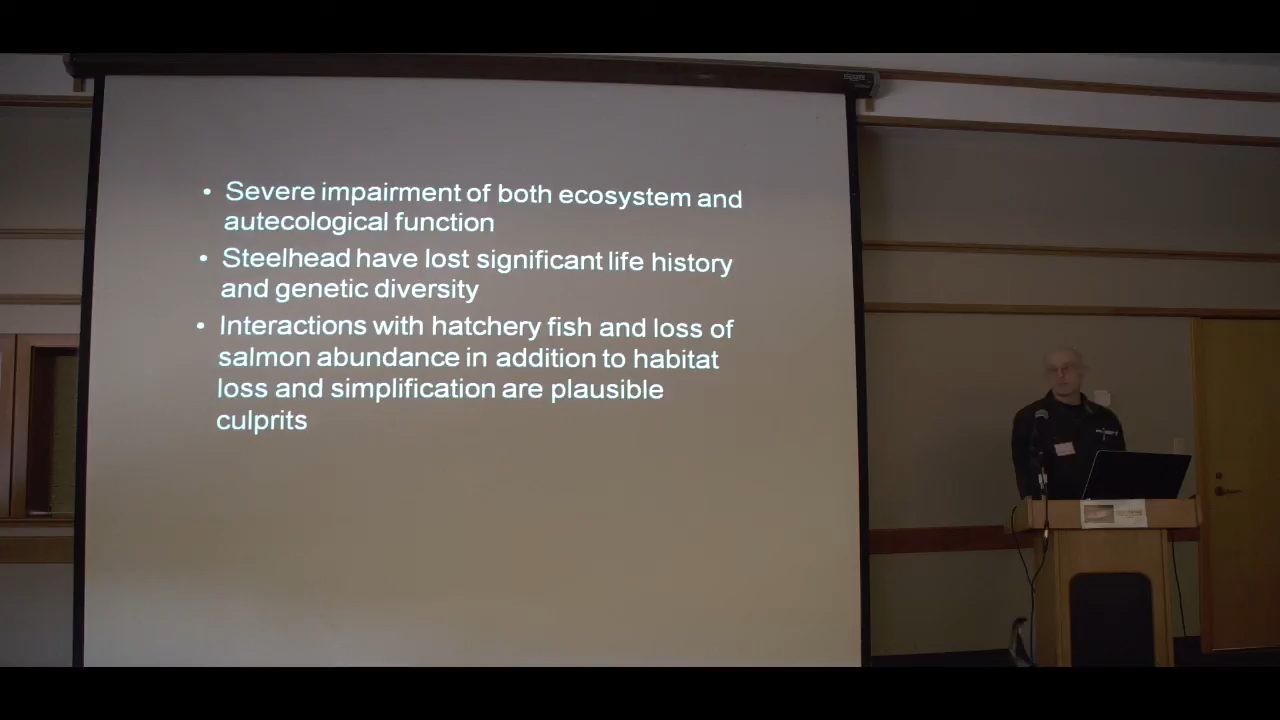 • Severe impairment of both ecosystem and
autecological function
• Steelhead have lost significant life history
and genetic diversity
• Interactions with hatchery fish and loss of
salmon abundance in addition to habitat
loss and simplification are plausible
culprits